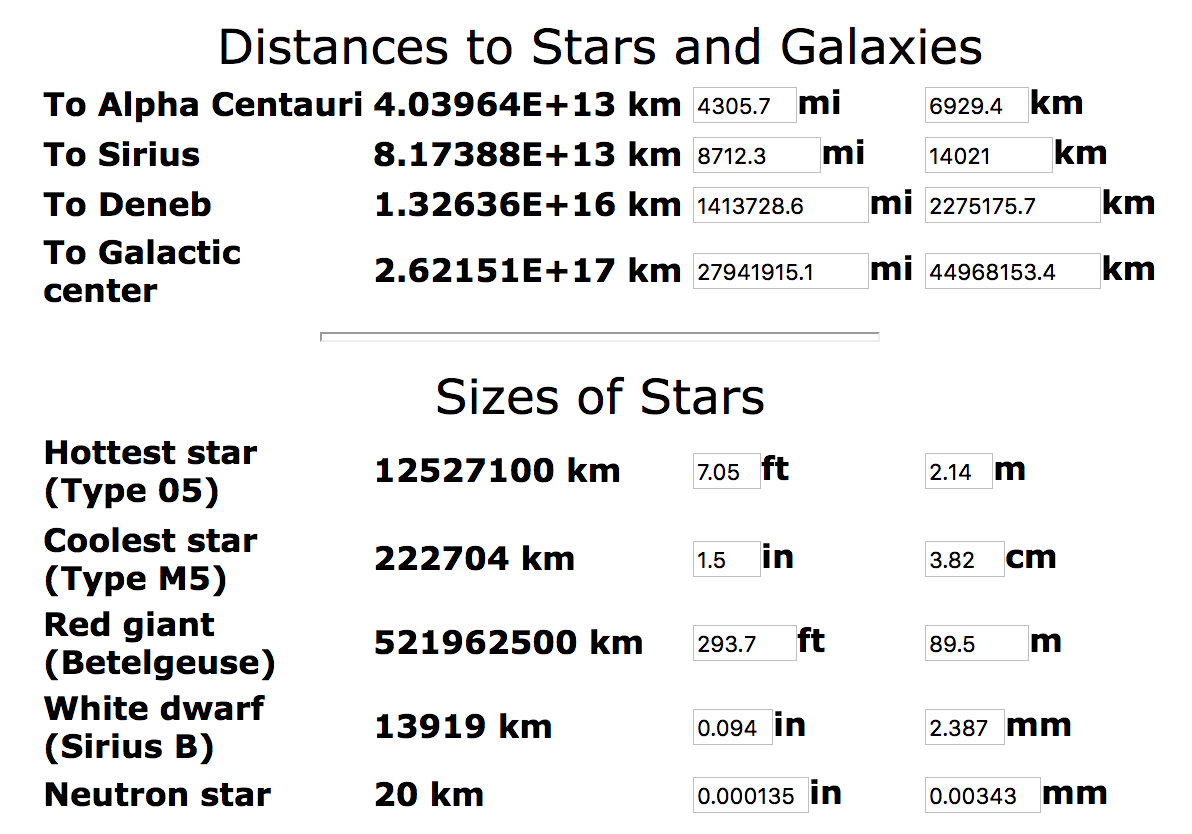 Distances to Stars and Galaxies
To Alpha Centauri 4.03964E+13 km 4305.7 mi 6929.4 km
To Sirius 8.17388E+13 km 8712.3 mi 14021 km
To Deneb 1.32636E+16 km 1413728.6 mi 2275175.7 km
To Galactic
center 2.62151E+17 km 27941915.1 mi 44968153.4 km
Sizes of Stars
Hottest star
(Type 05) 12527100 km 7.05 ft 2.14 m
Coolest star
(Type M5) 222704 km 1.5 in 3.82 cm
Red giant
(Betelgeuse) 521962500 km 293.7 ft 89.5 m
White dwarf
(Sirius B) 13919 km 0.094 in 2.387 mm
Neutron star 20 km 0.000135 in 0.00343 mm